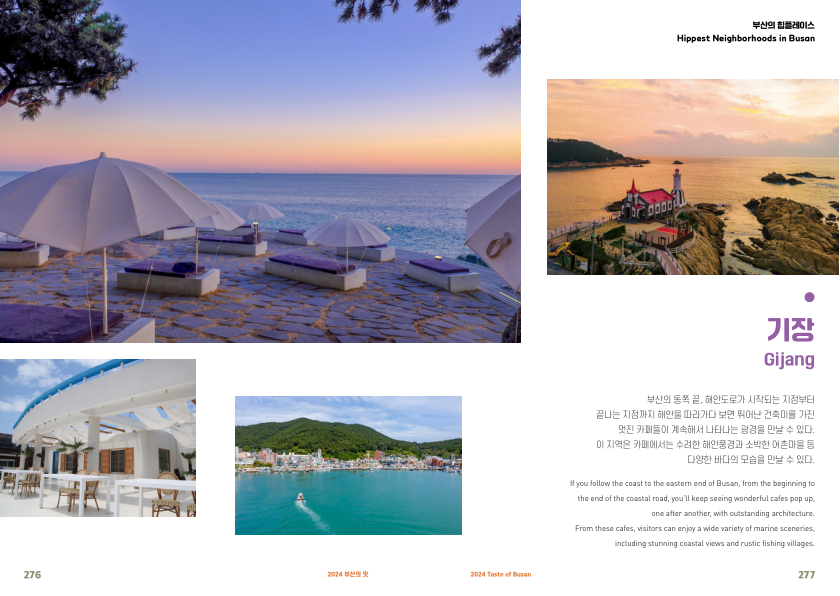 부산의 힙플레이스
Hippest Neighborhoods in Busan
기장
Gijang
부산의 동쪽 끝, 해안도로가 시작되는 지점부터
끝나는 지점까지 해안을 따라가다 보면 뛰어난 건축미를 가진
멋진 카페들이 계속해서 나타나는 광경을 만날 수 있다.
이 지역은 카페에서는 수려한 해안풍경과 소박한 어촌마을 등
다양한 바다의 모습을 만날 수 있다.
If you follow the coast to the eastern end of Busan, from the beginning to
the end of the coastal road, you'll keep seeing wonderful cafes pop up,
one after another, with outstanding architecture.
From these cafes, visitors can enjoy a wide variety of marine sceneries,
including stunning coastal views and rustic fishing villages.
276
2024 부산의 맛
2024 Taste of Busan
277